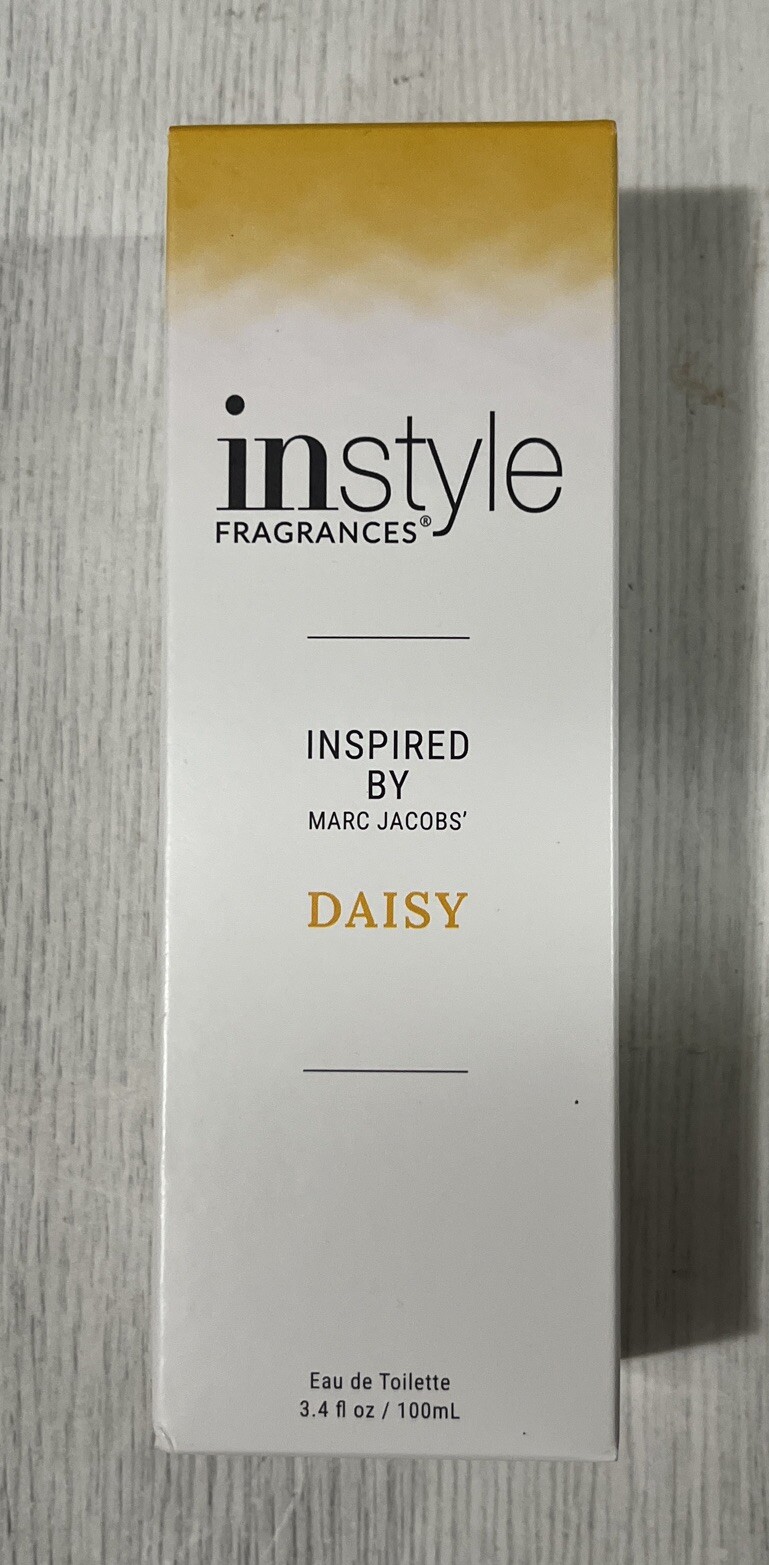 instyle
FRAGRANCES®
INSPIRED
BY
MARC JACOBS'
DAISY
Eau de Toilette
3.4 fl oz / 100mL